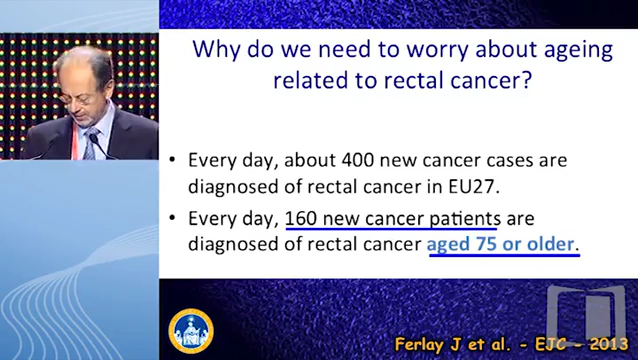 Why do we need to worry about ageing
related to rectal cancer?
• Every day, about 400 new cancer cases are
diagnosed of rectal cancer in EU27.
• Every day, 160 new cancer patients are
diagnosed of rectal cancer aged 75 or older.
Ferlay J et al. - EJC - 2013